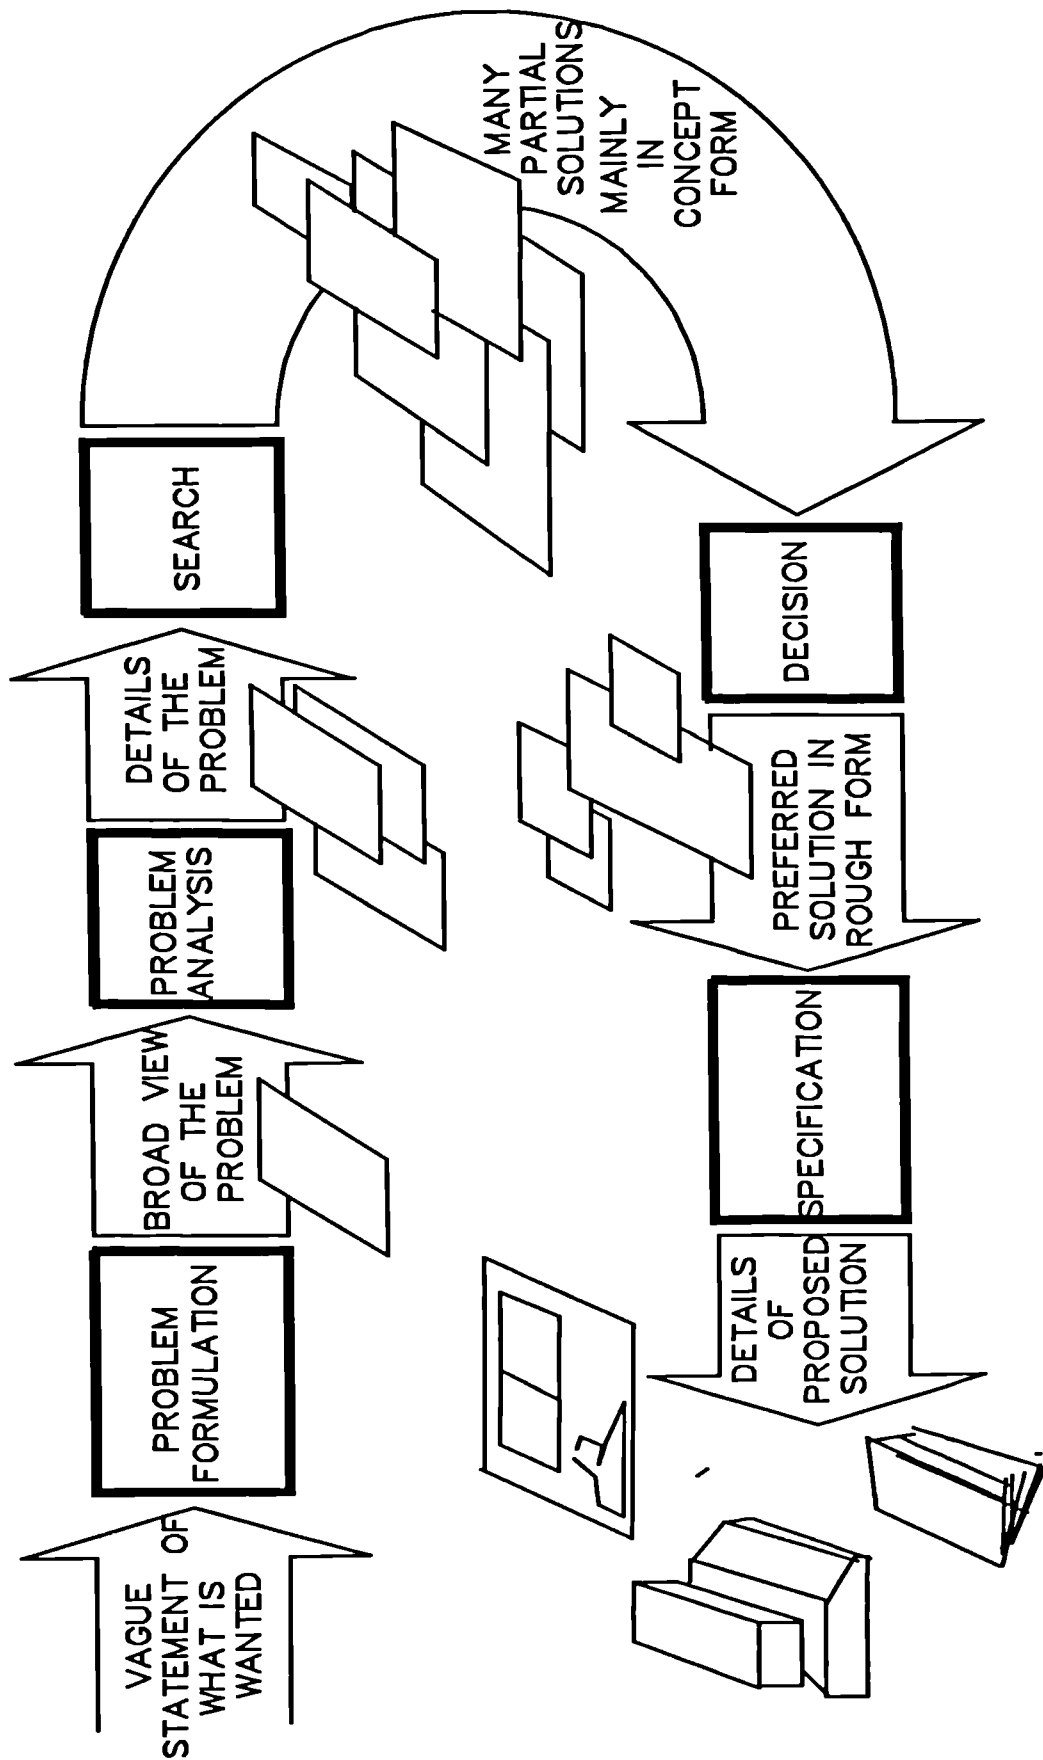 VAGUE
STATEMENT OF
WHAT IS
WANTED
PROBLEM
FORMULATION
BROAD VIEW
OF THE
PROBLEM
PROBLEM
ANALYSIS
DETAILS
OF THE
PROBLEM
SEARCH
MANY
PARTIAL
SOLUTIONS
MAINLY
IN
CONCEPT
FORM
DECISION
PREFERRED
SOLUTION IN
ROUGH FORM
SPECIFICATION
DETAILS
OF
PROPOSED
SOLUTION